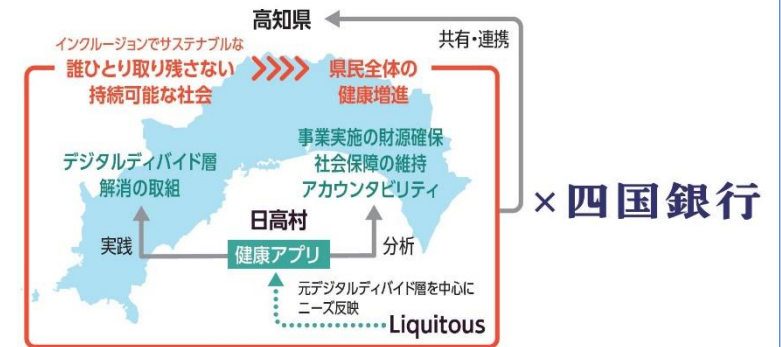 高知県
共有・連携
インクルージョンでサステナブルな
誰ひとり取り残さない
持続可能な社会
県民全体の
健康増進
事業実施の財源確保
社会保障の維持
アカウンタビリティ
デジタルディバイド層
解消の取組
日高村
実践
健康アプリ
分析
元デジタルディバイド層を中心に
ニーズ反映
Liquitous
×四国銀行